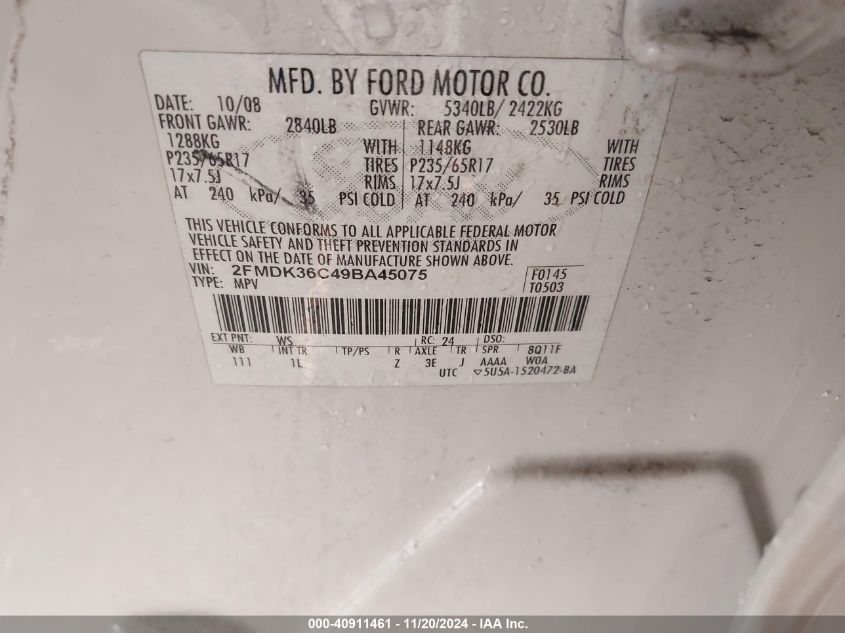 MFD. BY FORD MOTOR CO.
DATE: 10/08 GVWR: 5340LB/ 2422KG
FRONT GAWR: 2840LB REAR GAWR: 2530LB
1288KG WITH 1148KG WITH
P235/65R17 TIRES P235/65R17 TIRES
17x7.5J RIMS 17x7.5J RIMS
AT 240 kPa/ 35 PSI COLD AT 240 kPa/ 35 PSI COLD
THIS VEHICLE CONFORMS TO ALL APPLICABLE FEDERAL MOTOR
VEHICLE SAFETY AND THEFT PREVENTION STANDARDS IN
EFFECT ON THE DATE OF MANUFACTURE SHOWN ABOVE.
VIN: 2FMDK36C49BA45075 F0145
TYPE: MPV T0503
EXT PNT: WS RC: 24 DSO:
WB INT TR TP/PS R AXLE TR SPR 8Q11F
111 1L Z 3E J AAAA W0A
UTC ▽5U5A-1520472-BA
000-40911461 - 11/20/2024 - IAA Inc.